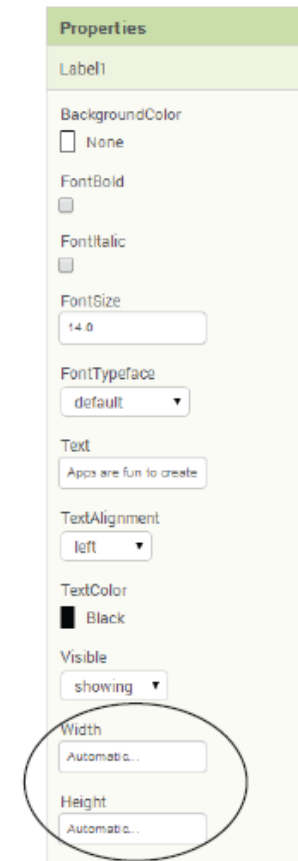 Properties
Label1
BackgroundColor
None
FontBold
FontItalic
FontSize
14.0
FontTypeface
default
Text
Apps are fun to create
TextAlignment
left
TextColor
Black
Visible
showing
Width
Automatic...
Height
Automatic...